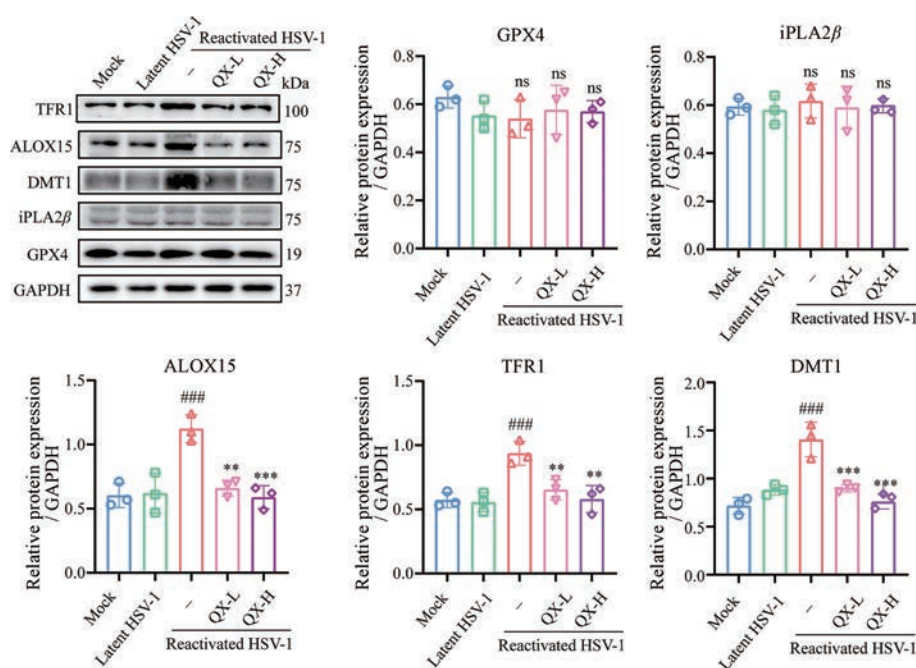 Reactivated HSV-1
Mock
Latent HSV-1
–
QX-L
QX-H
kDa
TFR1 100
ALOX15 75
DMT1 75
iPLA2β 75
GPX4 19
GAPDH 37
GPX4
Relative protein expression
/ GAPDH
0.8
0.6
0.4
0.2
0.0
ns ns ns
Mock
Latent HSV-1
–
QX-L
QX-H
Reactivated HSV-1
iPLA2β
Relative protein expression
/ GAPDH
0.8
0.6
0.4
0.2
0.0
ns ns ns
Mock
Latent HSV-1
–
QX-L
QX-H
Reactivated HSV-1
ALOX15
Relative protein expression
/ GAPDH
1.5
1.0
0.5
0.0
###
**
***
Mock
Latent HSV-1
–
QX-L
QX-H
Reactivated HSV-1
TFR1
Relative protein expression
/ GAPDH
1.5
1.0
0.5
0.0
###
**
**
Mock
Latent HSV-1
–
QX-L
QX-H
Reactivated HSV-1
DMT1
Relative protein expression
/ GAPDH
2.0
1.5
1.0
0.5
0.0
###
***
***
Mock
Latent HSV-1
–
QX-L
QX-H
Reactivated HSV-1